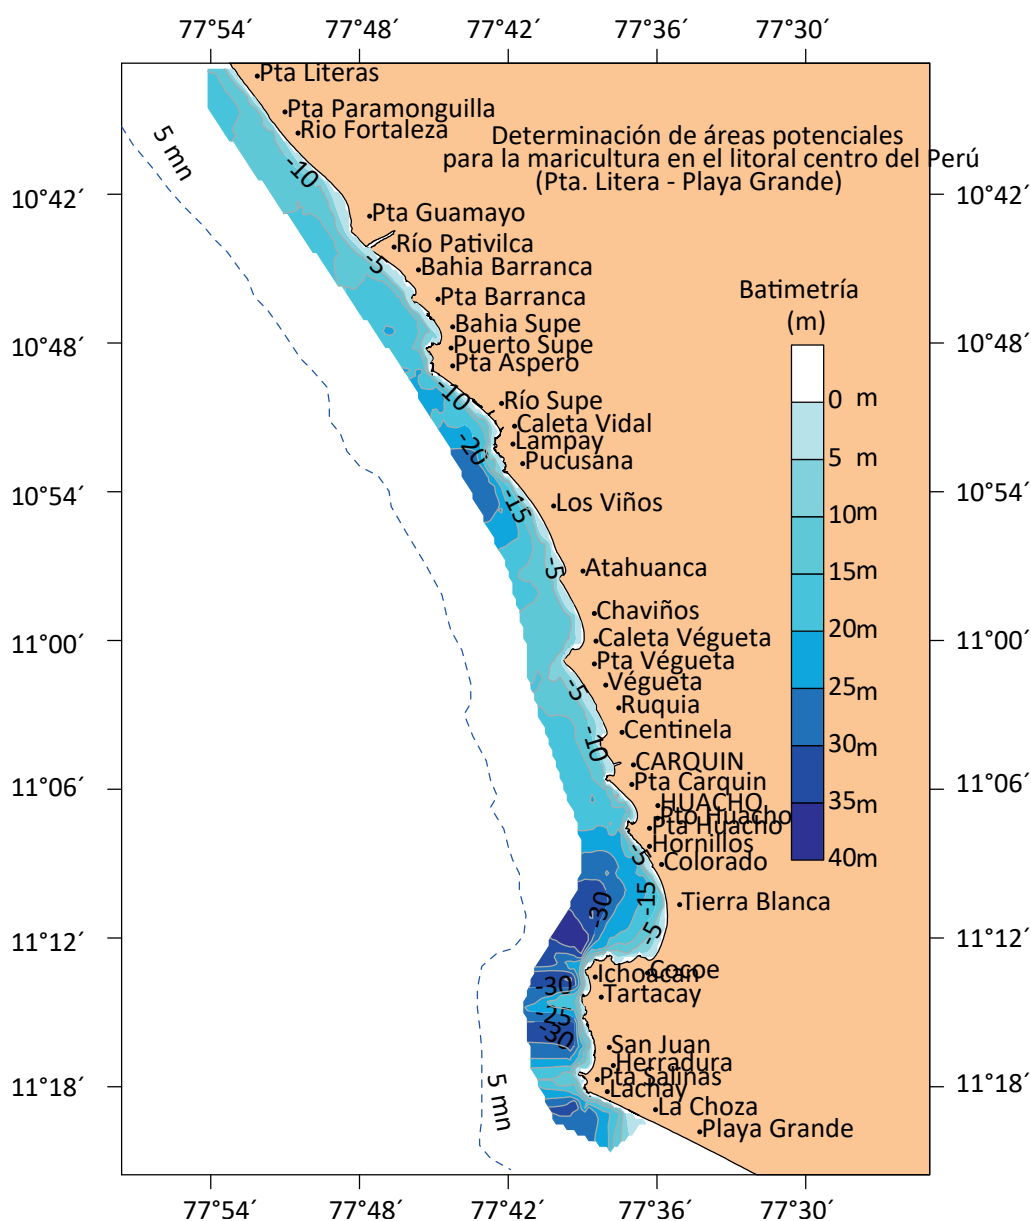 77°54´ 77°48´ 77°42´ 77°36´ 77°30´
Pta Literas
Pta Paramonguilla
Rio Fortaleza
5 mn
Determinación de áreas potenciales
para la maricultura en el litoral centro del Perú
(Pta. Litera - Playa Grande)
-10
10°42´ 10°42´
Pta Guamayo
Río Pativilca
-5
Bahia Barranca
Pta Barranca
Batimetría
(m)
Bahia Supe
10°48´ 10°48´
Puerto Supe
Pta Aspero
-10
Río Supe
0 m
Caleta Vidal
Lampay
-20
Pucusana
5 m
10°54´ 10°54´
-15
Los Viños
10m
-5
Atahuanca
15m
Chaviños
11°00´ 11°00´
Caleta Végueta
20m
Pta Végueta
-5
Végueta
25m
Ruquia
Centinela
-10
30m
CARQUIN
Pta Carquin
11°06´ 11°06´
HUACHO
35m
Pto Huacho
Pta Huacho
Hornillos
-5
Colorado
40m
-15
-30
Tierra Blanca
-5
11°12´ 11°12´
Cocoe
Ichoacan
-30
Tartacay
-25
-30
San Juan
Herradura
Pta Salinas
11°18´ 11°18´
Lachay
5 mn
La Choza
Playa Grande
77°54´ 77°48´ 77°42´ 77°36´ 77°30´